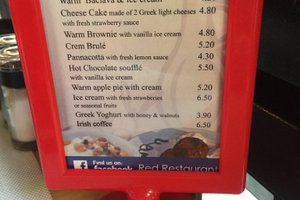 Warm Baclava & ice cream 4.20
Cheese Cake made of 2 Greek light cheeses 4.80
with fresh strawberry sauce
Warm Brownie with vanilla ice cream 4.80
Crem Brulé 5.20
Pannacotta with fresh lemon sauce 4.30
Hot Chocolate soufflé 5.50
with vanilla ice cream
Warm apple pie with cream 5.20
Ice cream with fresh strawberries 6.50
or seasonal fruits
Greek Yoghurt with honey & walnuts 3.90
Irish coffee 6.50
Find us on:
facebook Red Restaurant